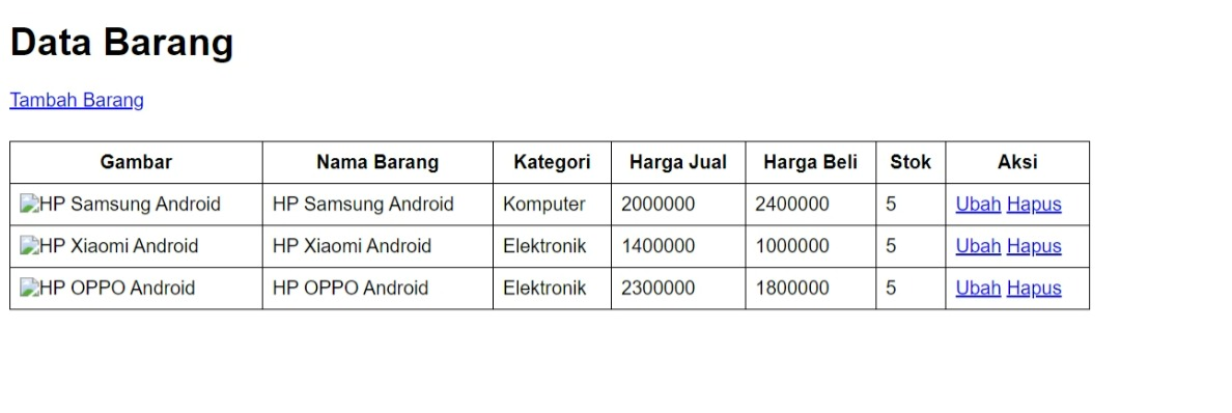 Data Barang
Tambah Barang
Gambar Nama Barang Kategori Harga Jual Harga Beli Stok Aksi
HP Samsung Android HP Samsung Android Komputer 2000000 2400000 5 Ubah Hapus
HP Xiaomi Android HP Xiaomi Android Elektronik 1400000 1000000 5 Ubah Hapus
HP OPPO Android HP OPPO Android Elektronik 2300000 1800000 5 Ubah Hapus